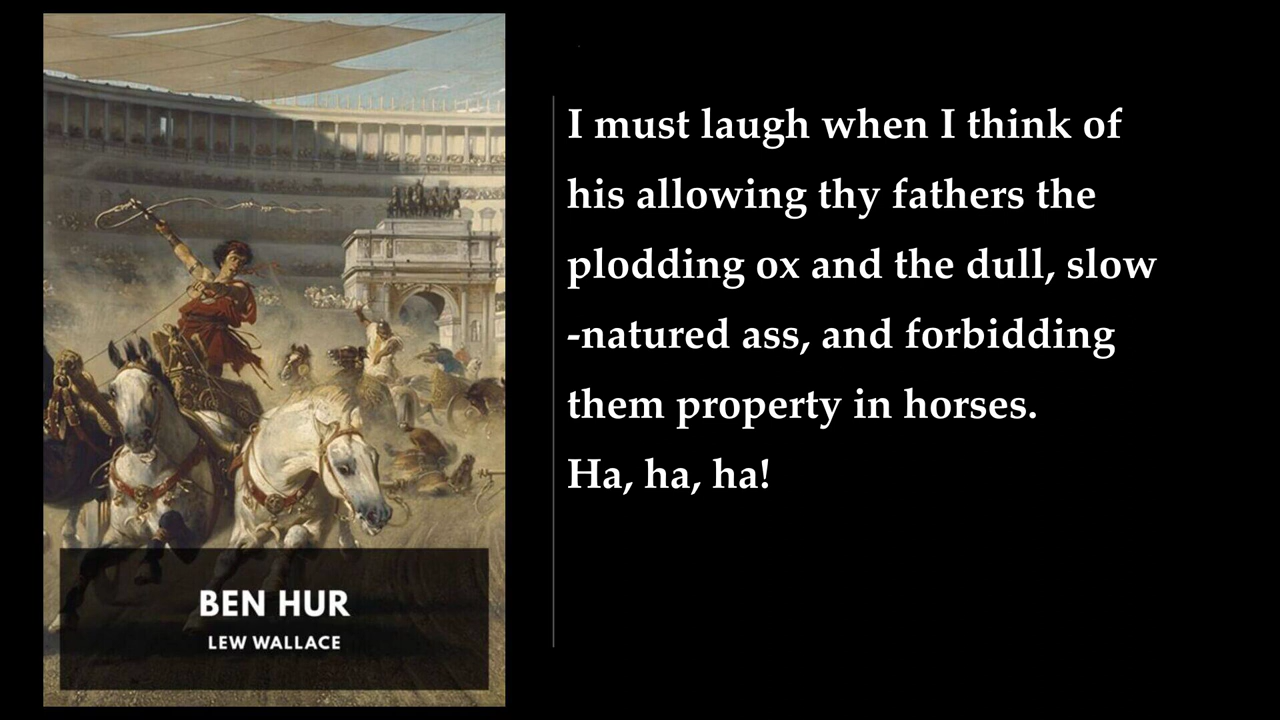 BEN HUR
LEW WALLACE
I must laugh when I think of
his allowing thy fathers the
plodding ox and the dull, slow
-natured ass, and forbidding
them property in horses.
Ha, ha, ha!